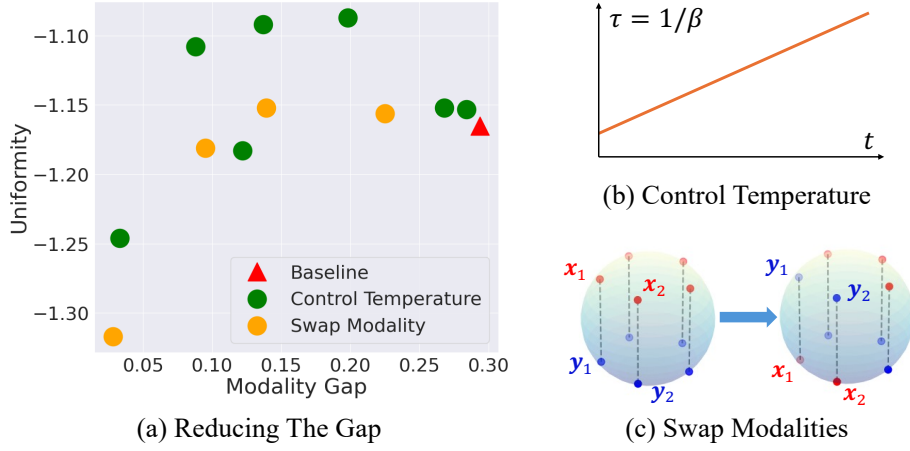 −1.10
−1.15
−1.20
−1.25
−1.30
Uniformity
0.05 0.10 0.15 0.20 0.25 0.30
Modality Gap
Baseline
Control Temperature
Swap Modality
(a) Reducing The Gap
τ = 1/β
t
(b) Control Temperature
x₁
x₂
y₁
y₂
y₁
y₂
x₁
x₂
(c) Swap Modalities